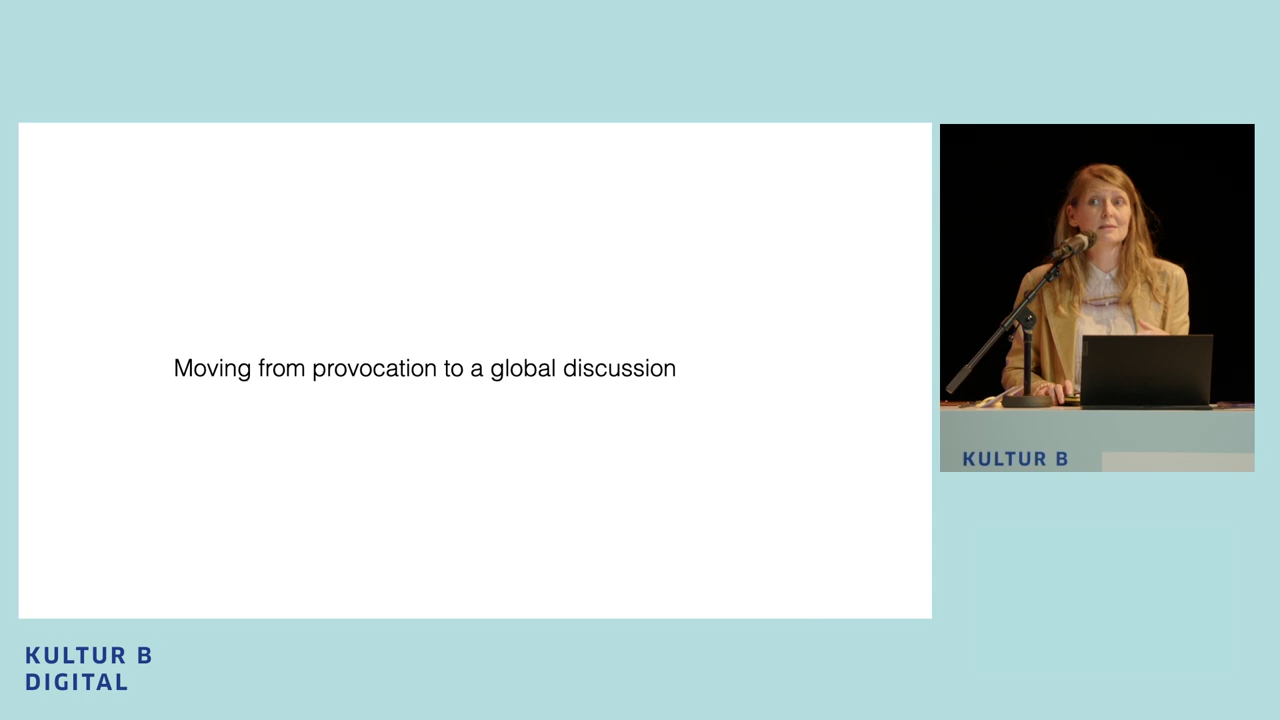 Moving from provocation to a global discussion
KULTUR B
KULTUR B
DIGITAL